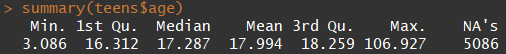 > summary(teens$age)
Min. 1st Qu. Median Mean 3rd Qu. Max. NA's
3.086 16.312 17.287 17.994 18.259 106.927 5086